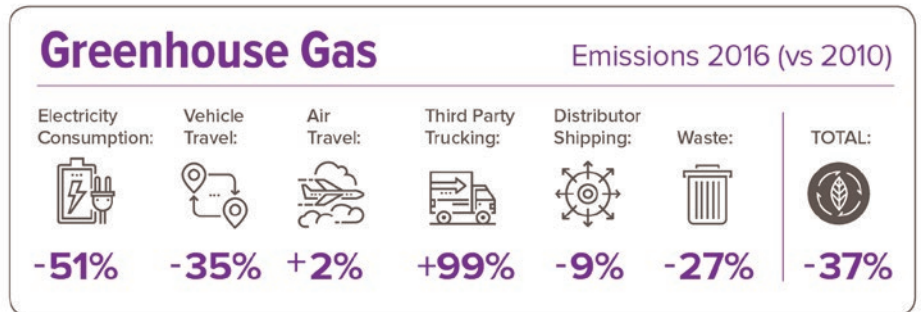 Greenhouse Gas
Emissions 2016 (vs 2010)
Electricity
Consumption:
-51%
Vehicle
Travel:
-35%
Air
Travel:
+2%
Third Party
Trucking:
+99%
Distributor
Shipping:
-9%
Waste:
-27%
TOTAL:
-37%